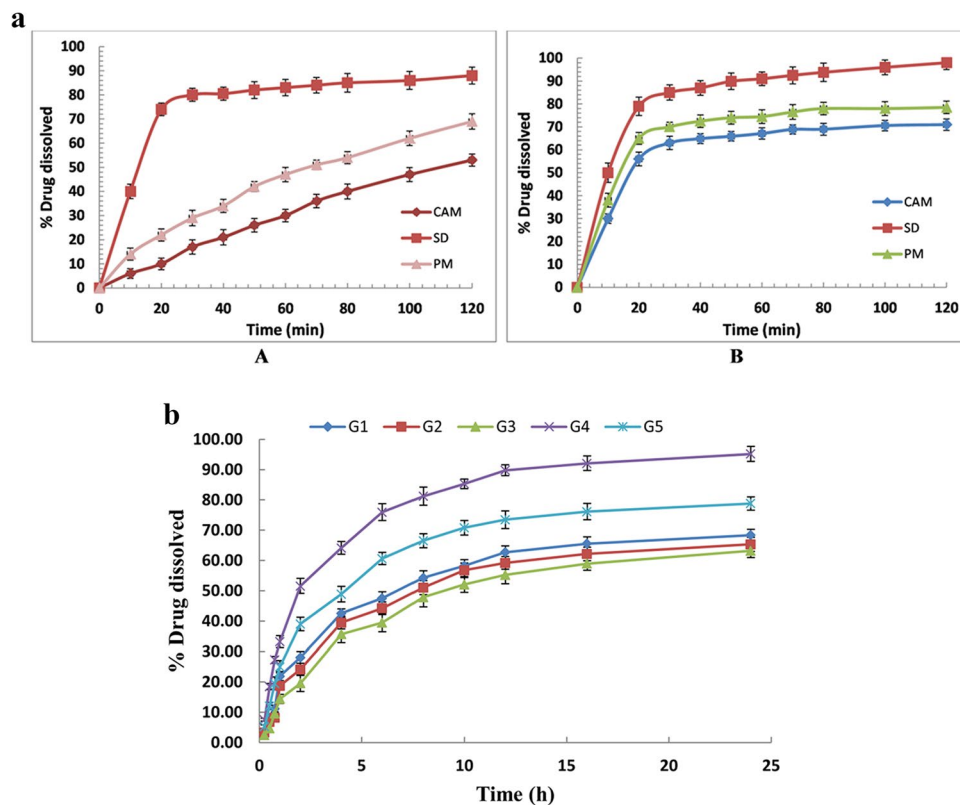 a
100
90
80
70
60
50
40
30
20
10
0
% Drug dissolved
CAM
SD
PM
0 20 40 60 80 100 120
Time (min)
A
100
90
80
70
60
50
40
30
20
10
0
% Drug dissolved
CAM
SD
PM
0 20 40 60 80 100 120
Time (min)
B
b
G1 G2 G3 G4 G5
100.00
90.00
80.00
70.00
60.00
50.00
40.00
30.00
20.00
10.00
0.00
% Drug dissolved
0 5 10 15 20 25
Time (h)